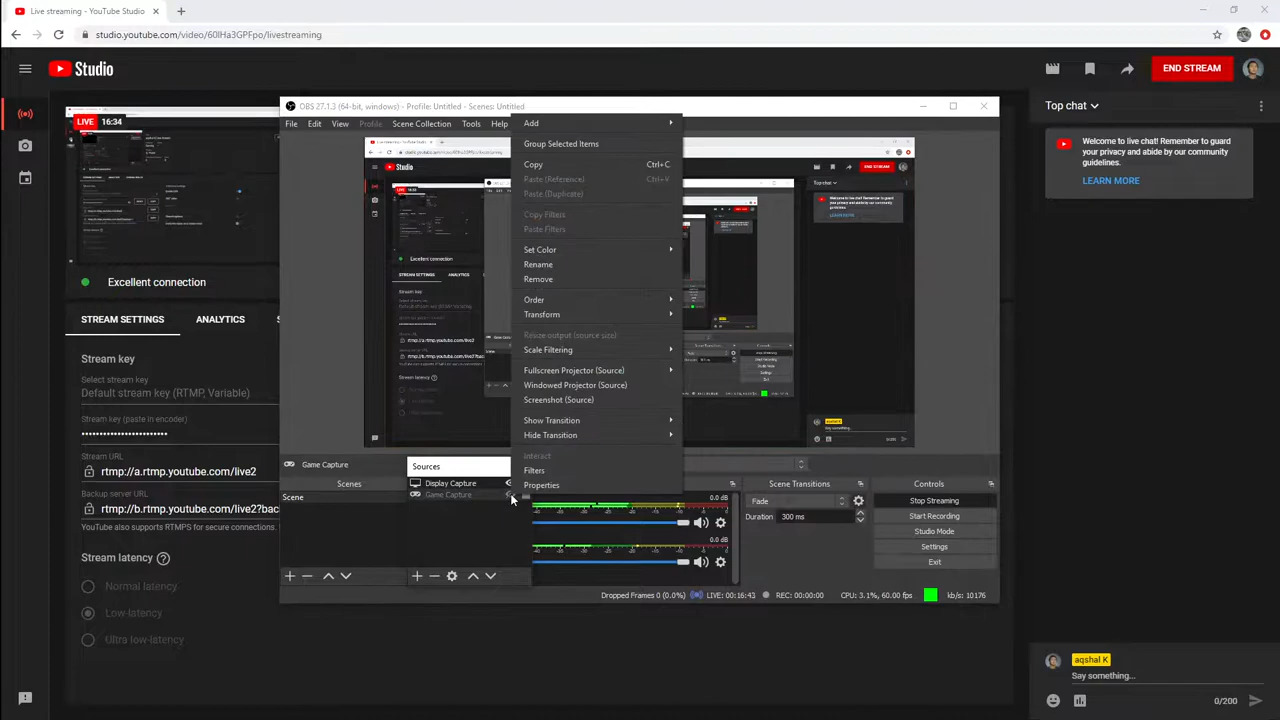 Live streaming - YouTube Studio
studio.youtube.com/video/60lHa3GPFpo/livestreaming
Studio
END STREAM
LIVE 16:34
Excellent connection
STREAM SETTINGS
ANALYTICS
Stream key
Select stream key
Default stream key (RTMP, Variable)
Stream key (paste in encoder)
••••••••••••••••••••••
Stream URL
rtmp://a.rtmp.youtube.com/live2
Backup server URL
rtmp://b.rtmp.youtube.com/live2?bac
YouTube also supports RTMPS for secure connections.
Stream latency
Normal latency
Low-latency
Ultra low-latency
OBS 27.1.3 (64-bit, windows) - Profile: Untitled - Scenes: Untitled
File Edit View Profile Scene Collection Tools Help
Add
Group Selected Items
Copy Ctrl+C
Paste (Reference) Ctrl+V
Paste (Duplicate)
Copy Filters
Paste Filters
Set Color
Rename
Remove
Order
Transform
Resize output (source size)
Scale Filtering
Fullscreen Projector (Source)
Windowed Projector (Source)
Screenshot (Source)
Show Transition
Hide Transition
Interact
Filters
Properties
Game Capture
Scenes
Scene
Sources
Display Capture
Game Capture
0.0 dB
0.0 dB
Scene Transitions
Fade
Duration 300 ms
Controls
Stop Streaming
Start Recording
Studio Mode
Settings
Exit
Dropped Frames 0 (0.0%) LIVE: 00:16:43 REC: 00:00:00 CPU: 3.1%, 60.00 fps kb/s: 10176
Top chat
Welcome to live chat! Remember to
guard your privacy and abide by our
community guidelines.
LEARN MORE
aqshal K
Say something...
0/200